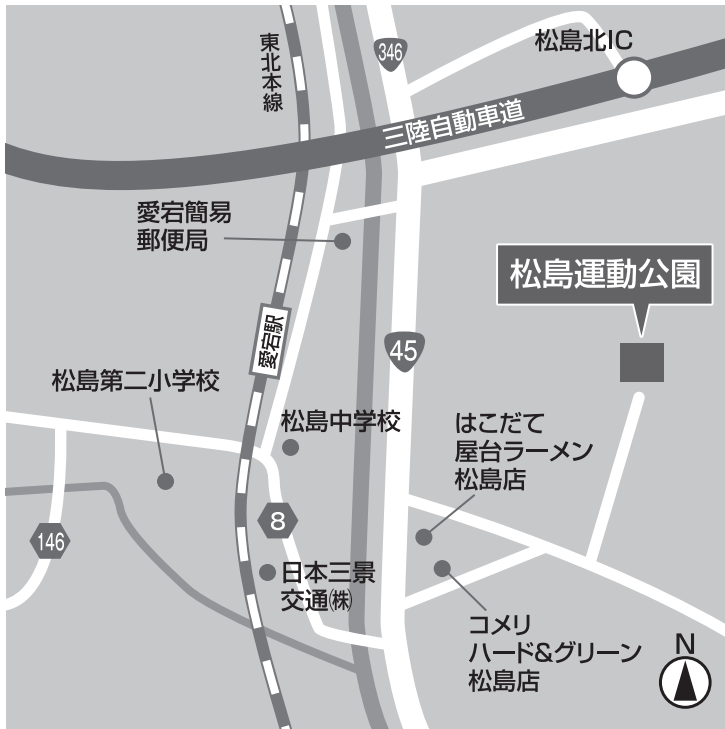 346
松島北IC
東北本線
三陸自動車道
愛宕簡易
郵便局
松島運動公園
愛宕駅
45
松島第二小学校
松島中学校
はこだて
屋台ラーメン
松島店
8
146
日本三景
交通㈱
コメリ
ハード&グリーン
松島店
N